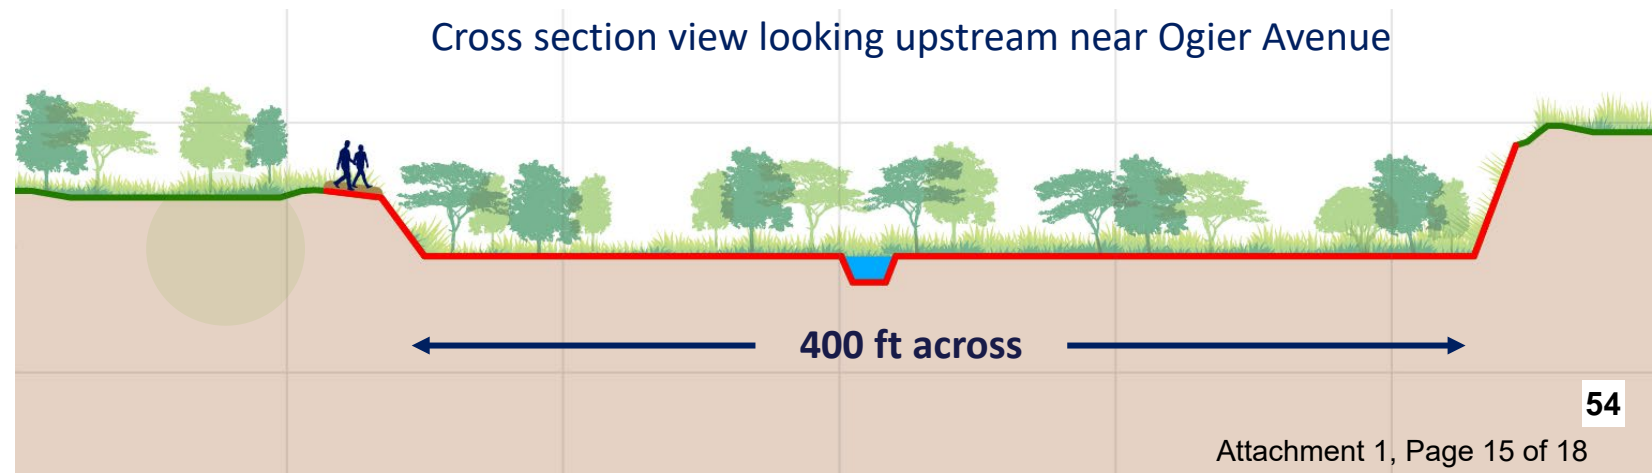 Cross section view looking upstream near Ogier Avenue
400 ft across
54
Attachment 1, Page 15 of 18